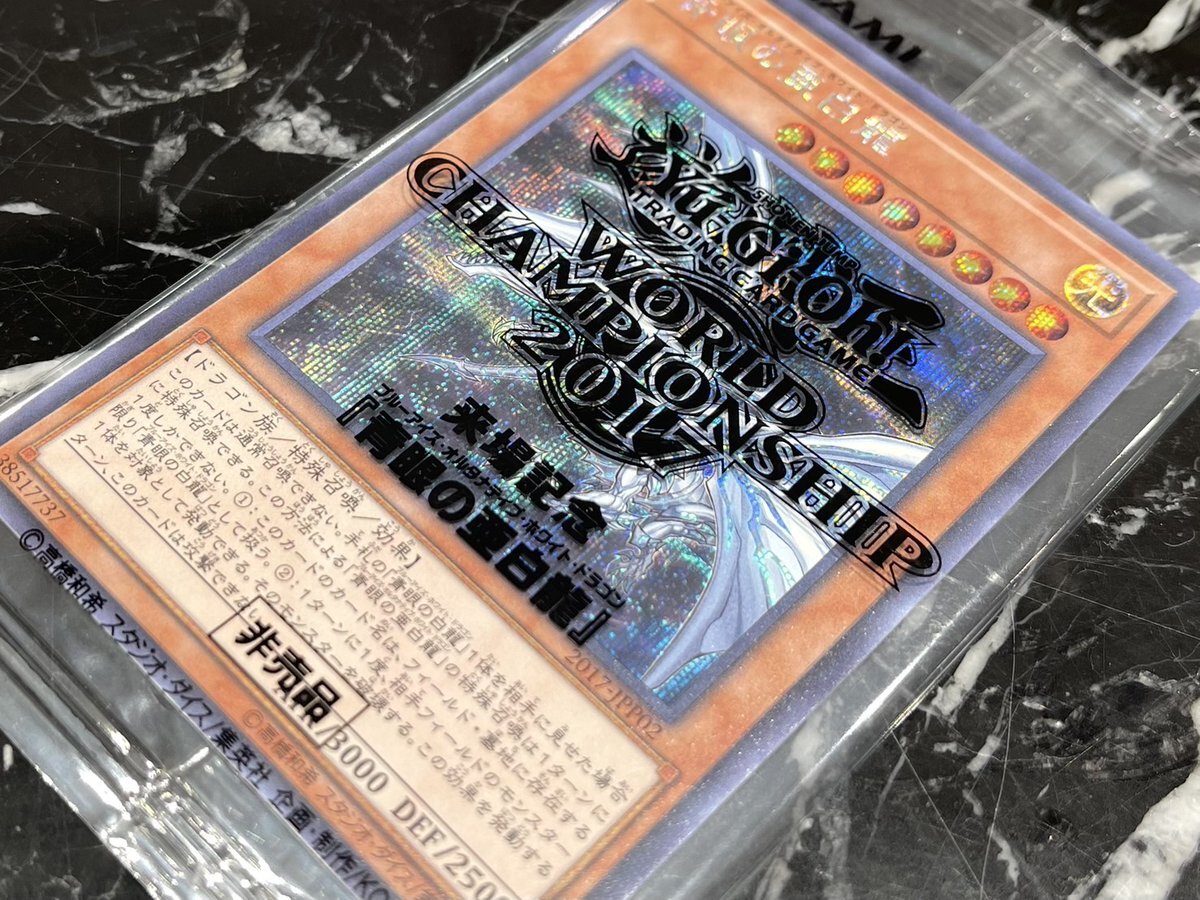 KONAMI
青眼の亜白龍
光
SHONEN JUMP
遊戯王
Yu-Gi-Oh!
TRADING CARD GAME
WORLD
CHAMPIONSHIP
2017
来場記念
ブルーアイズ・オルタナティブ・ホワイト・ドラゴン
『青眼の亜白龍』
2017-JPP02
【ドラゴン族/特殊召喚/効果】
このカードは通常召喚できない。手札の「青眼の白龍」1体を相手に見せた場合
に特殊召喚できる。この方法による「青眼の亜白龍」の特殊召喚は1ターンに
1度しかできない。①:このカードのカード名は、フィールド・墓地に存在する
限り「青眼の白龍」として扱う。②:1ターンに1度、相手フィールドのモンスター
1体を対象として発動できる。そのモンスターを破壊する。この効果を発動する
ターン、このカードは攻撃できな
非売品
/3000 DEF/2500
38517737
©高橋和希 スタジオ・ダイス/
©高橋和希 スタジオ・ダイス/集英社 企画・制作/KO